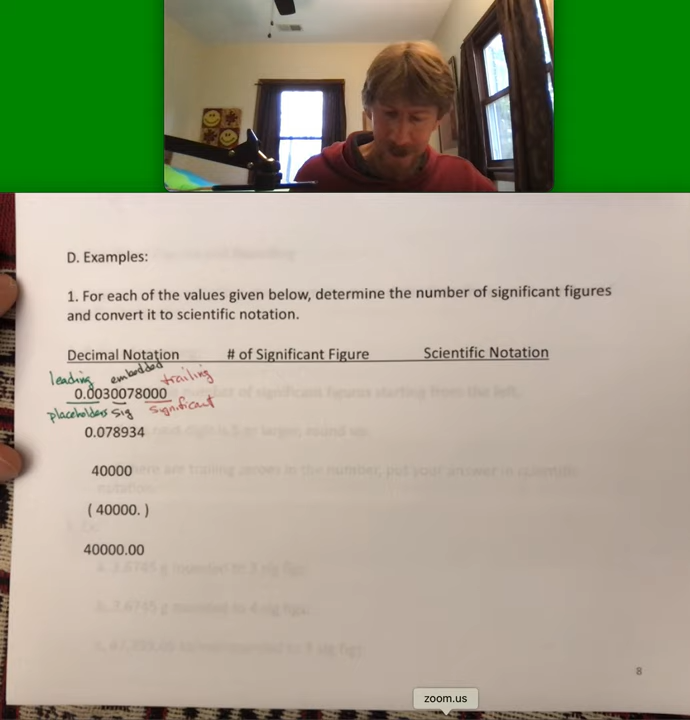 D. Examples:
1. For each of the values given below, determine the number of significant figures
and convert it to scientific notation.
Decimal Notation # of Significant Figure Scientific Notation
leading embedded trailing
0.0030078000
placeholders sig significant
0.078934
40000
( 40000. )
40000.00
8
zoom.us